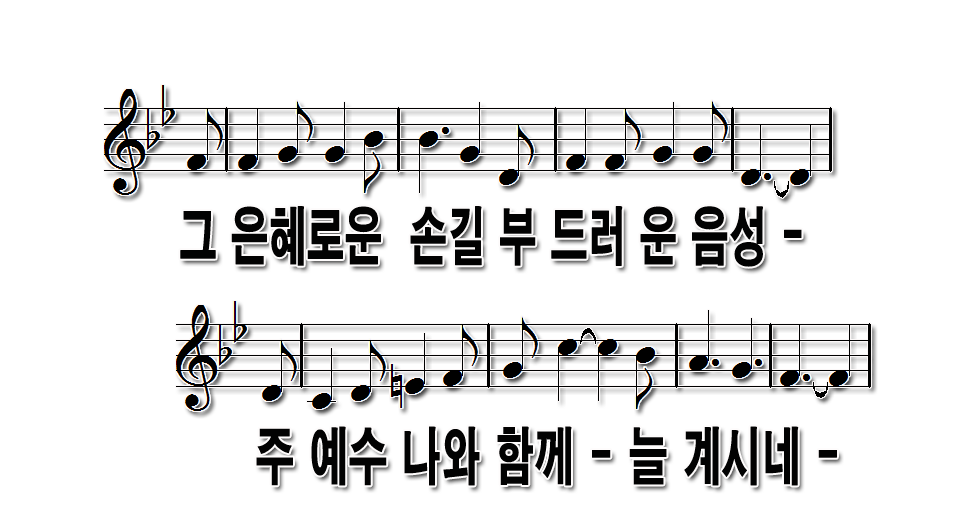 그 은혜로운 손길 부 드러 운 음성 -
주 예수 나와 함께 - 늘 계시네 -